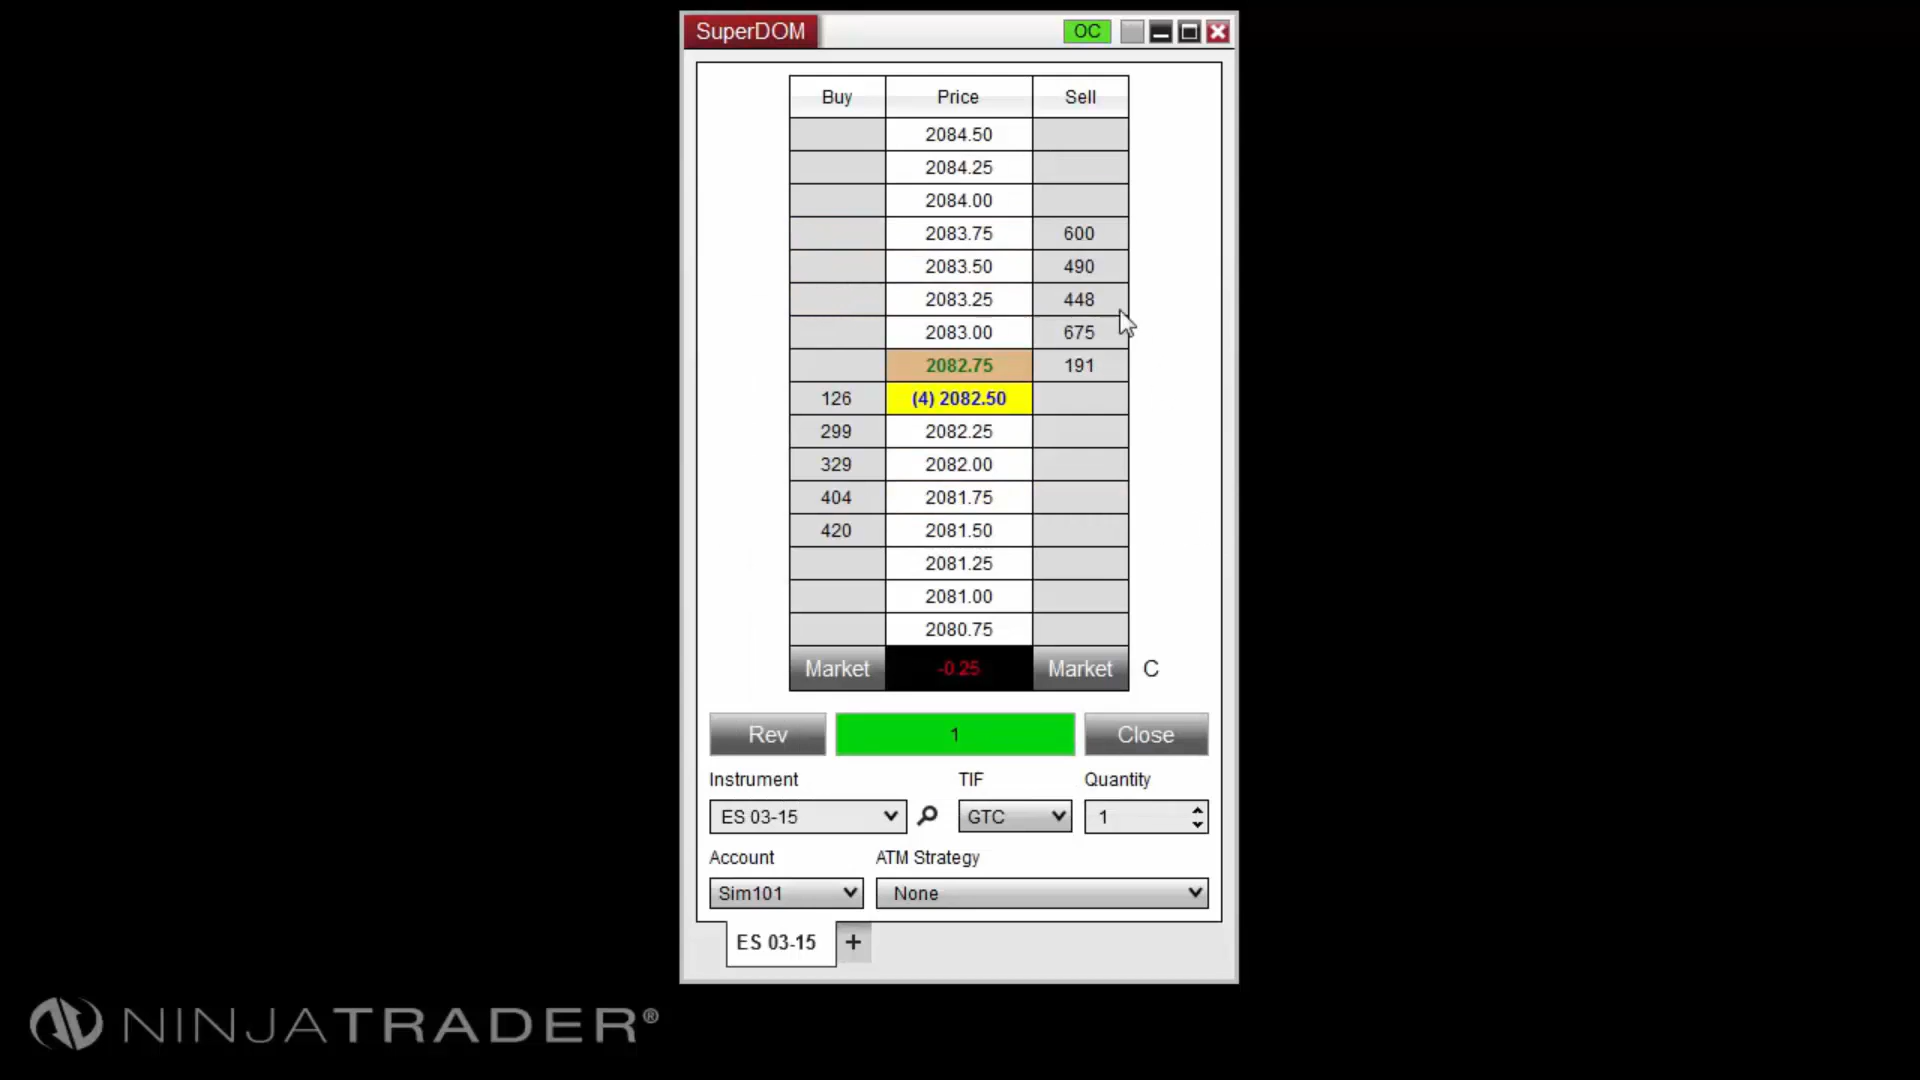 SuperDOM OC
Buy Price Sell
2084.50
2084.25
2084.00
2083.75 600
2083.50 490
2083.25 448
2083.00 675
2082.75 191
126 (4) 2082.50
299 2082.25
329 2082.00
404 2081.75
420 2081.50
2081.25
2081.00
2080.75
Market -0.25 Market C
Rev 1 Close
Instrument TIF Quantity
ES 03-15 GTC 1
Account ATM Strategy
Sim101 None
ES 03-15 +
NINJATRADER®